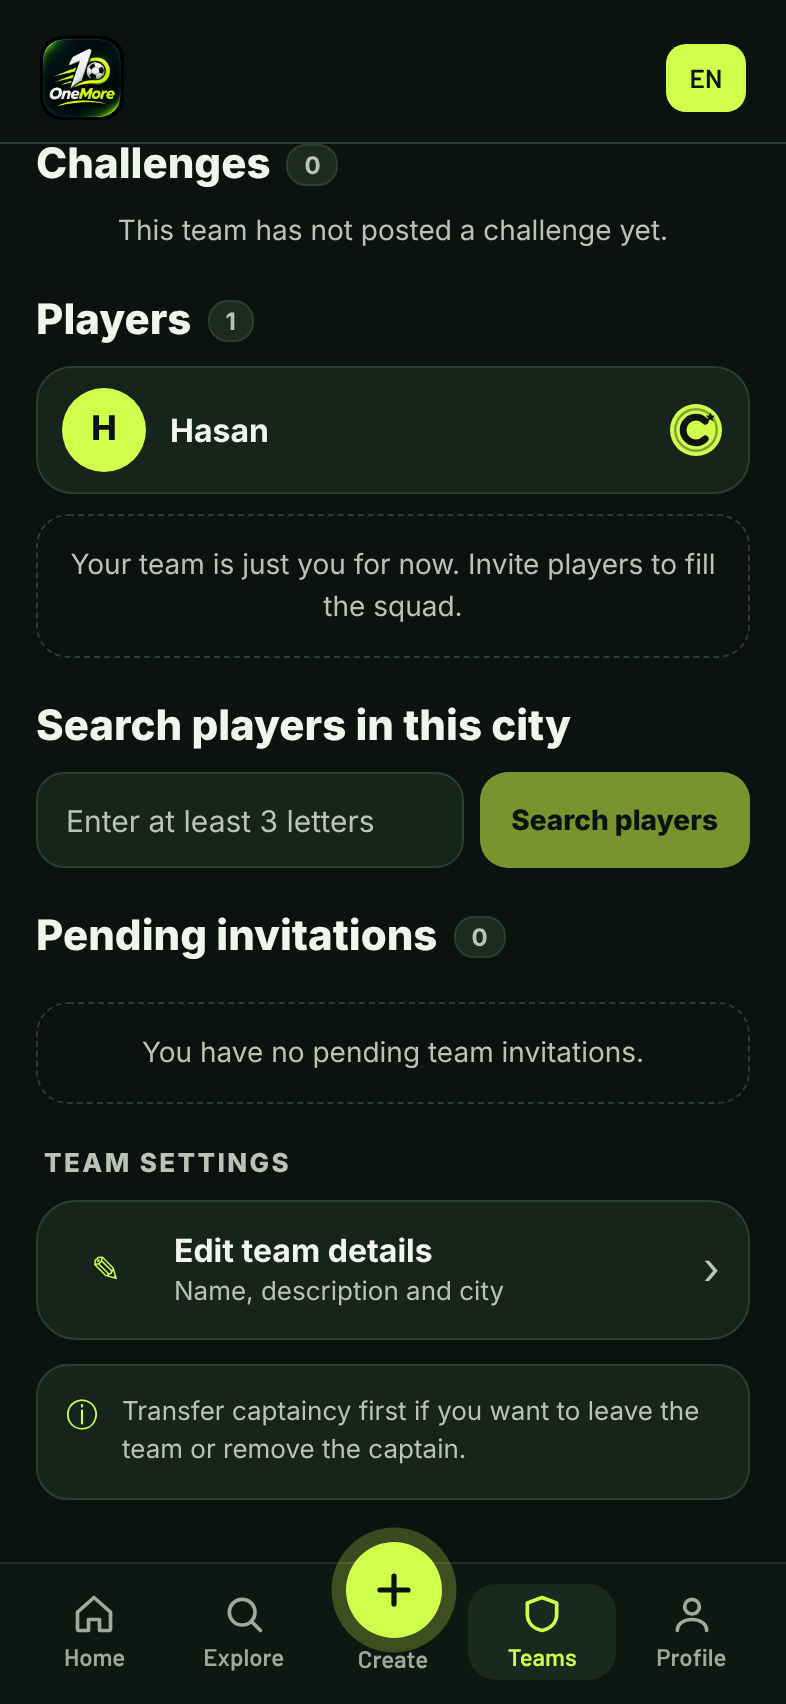 OneMore
EN
Challenges 0
This team has not posted a challenge yet.
Players 1
H Hasan C
Your team is just you for now. Invite players to fill
the squad.
Search players in this city
Enter at least 3 letters Search players
Pending invitations 0
You have no pending team invitations.
TEAM SETTINGS
Edit team details
Name, description and city
Transfer captaincy first if you want to leave the
team or remove the captain.
Home Explore Create Teams Profile